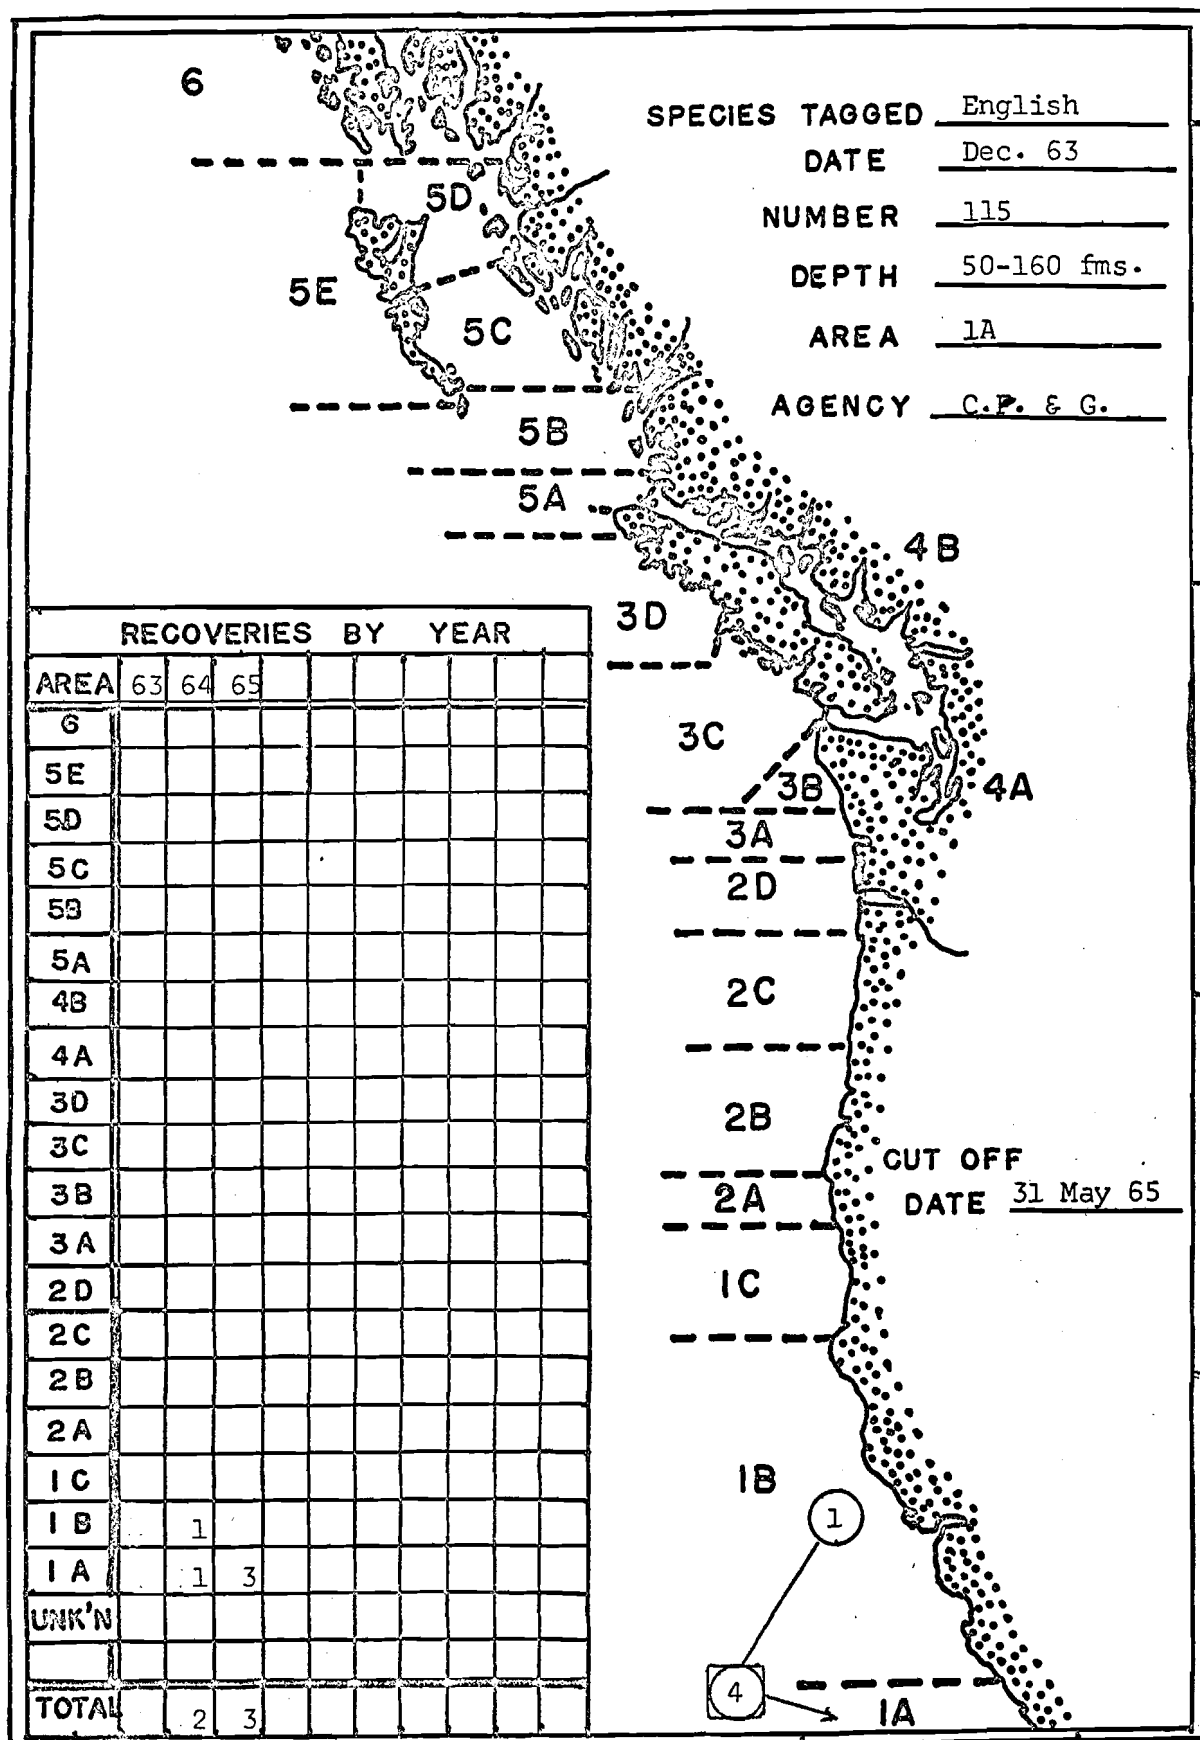 6
SPECIES TAGGED English
DATE Dec. 63
NUMBER 115
DEPTH 50-160 fms.
AREA 1A
AGENCY C.F. & G.
5D
5E
5C
5B
5A
4B
3D
3C
3B
4A
3A
2D
2C
2B
CUT OFF
DATE 31 May 65
2A
1C
1B
1
4
1A
RECOVERIES BY YEAR
AREA 63 64 65
6
5E
5D
5C
5B
5A
4B
4A
3D
3C
3B
3A
2D
2C
2B
2A
1C
1B 1
1A 1 3
UNK'N
TOTAL 2 3